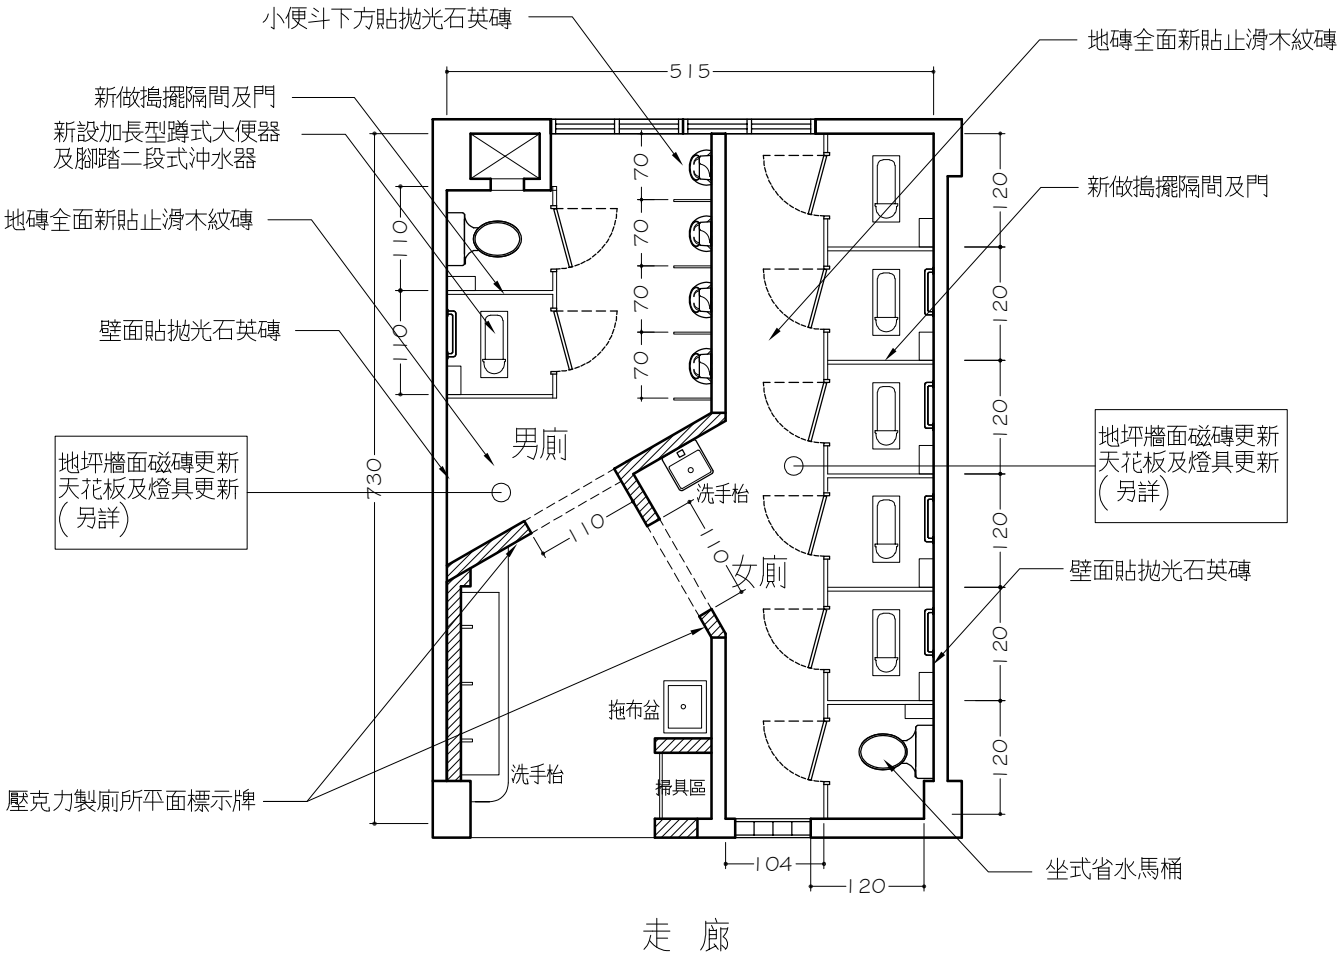 小便斗下方貼拋光石英磚
地磚全面新貼止滑木紋磚
515
新做搗擺隔間及門
新設加長型蹲式大便器
及腳踏二段式沖水器
70
120
新做搗擺隔間及門
地磚全面新貼止滑木紋磚
110
70
120
70
壁面貼拋光石英磚
110
70
120
男廁
地坪牆面磁磚更新
天花板及燈具更新
(另詳)
730
地坪牆面磁磚更新
天花板及燈具更新
(另詳)
洗手枱
110
110
120
女廁
壁面貼拋光石英磚
120
拖布盆
洗手枱
掃具區
120
壓克力製廁所平面標示牌
104
120
坐式省水馬桶
走廊